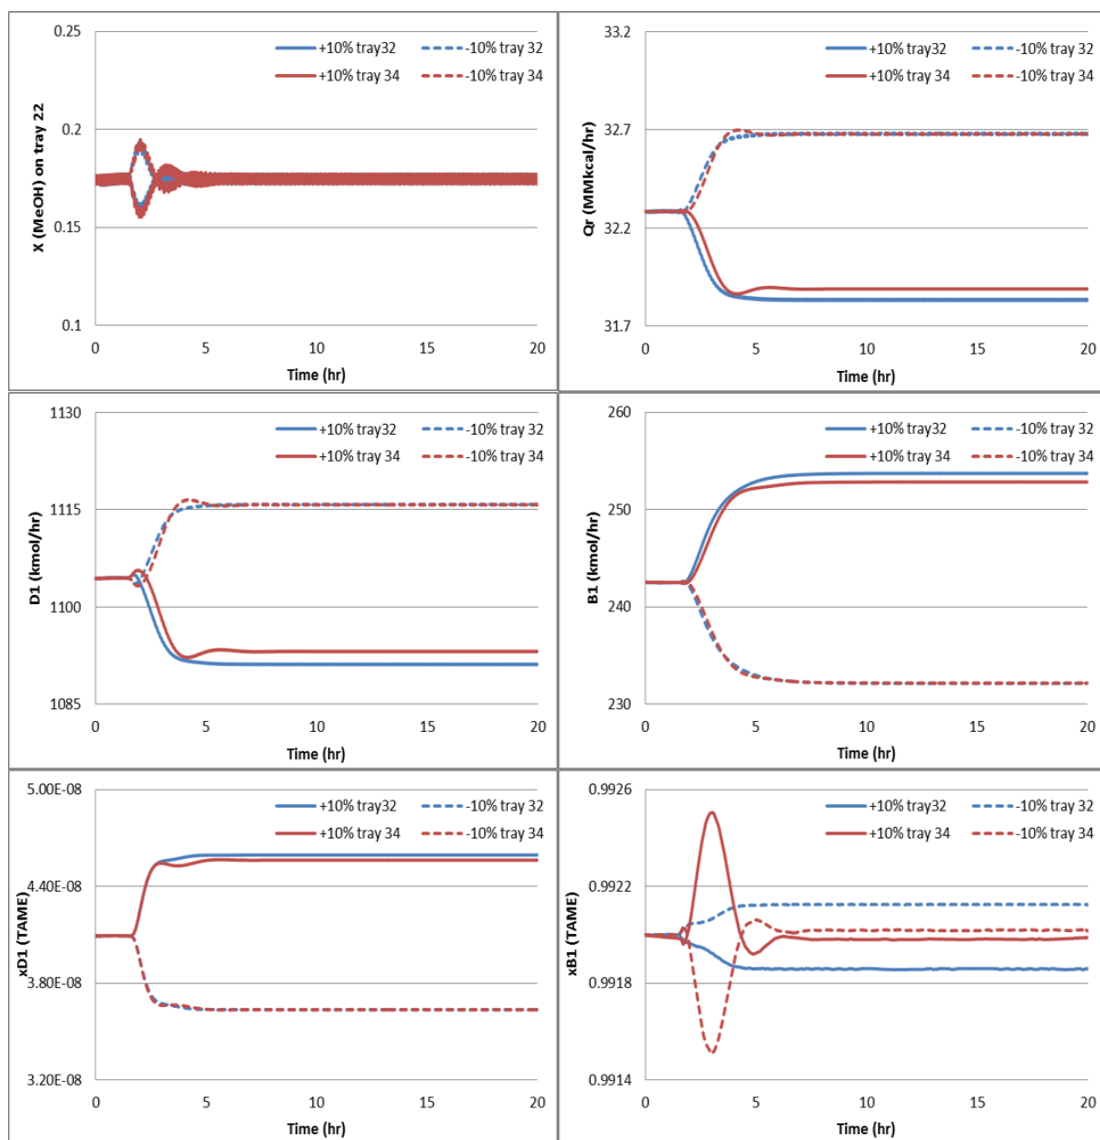 X (MeOH) on tray 22
0.25
0.2
0.15
0.1
+10% tray32
-10% tray 32
+10% tray 34
-10% tray 34
0 5 10 15 20
Time (hr)
Qr (MMkcal/hr)
33.2
32.7
32.2
31.7
+10% tray32
-10% tray 32
+10% tray 34
-10% tray 34
0 5 10 15 20
Time (hr)
D1 (kmol/hr)
1130
1115
1100
1085
+10% tray32
-10% tray 32
+10% tray 34
-10% tray 34
0 5 10 15 20
Time (hr)
B1 (kmol/hr)
260
250
240
230
+10% tray32
-10% tray 32
+10% tray 34
-10% tray 34
0 5 10 15 20
Time (hr)
xD1 (TAME)
5.00E-08
4.40E-08
3.80E-08
3.20E-08
+10% tray32
-10% tray 32
+10% tray 34
-10% tray 34
0 5 10 15 20
Time (hr)
xB1 (TAME)
0.9926
0.9922
0.9918
0.9914
+10% tray32
-10% tray 32
+10% tray 34
-10% tray 34
0 5 10 15 20
Time (hr)